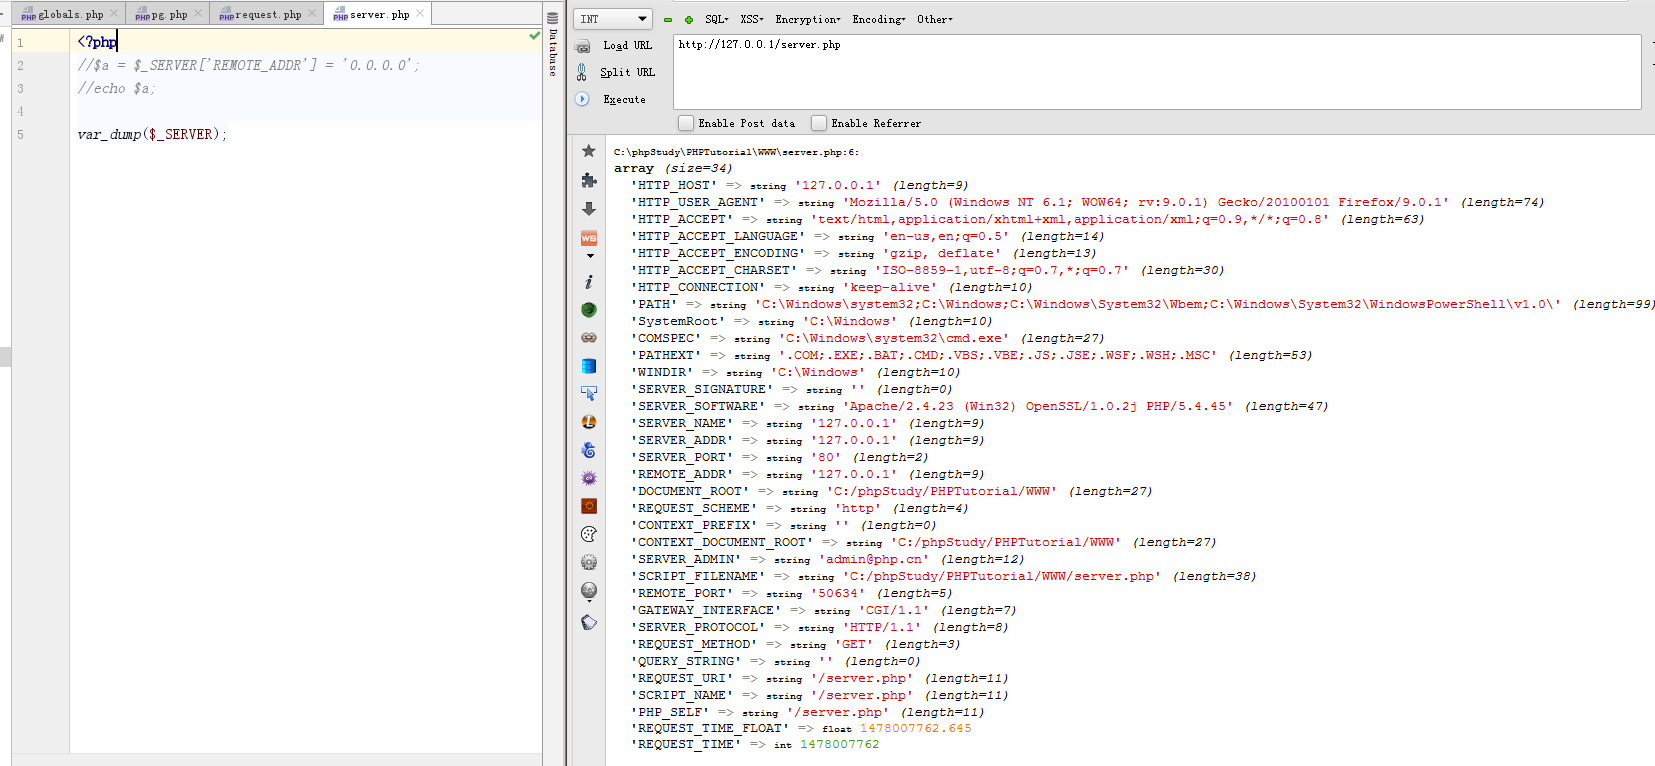 globals.php
pg.php
request.php
server.php
1 <?php
2 //$a = $_SERVER['REMOTE_ADDR'] = '0.0.0.0';
3 //echo $a;
4
5 var_dump($_SERVER);
Database
INT
SQL XSS Encryption Encoding Other
Load URL
http://127.0.0.1/server.php
Split URL
Execute
Enable Post data Enable Referrer
C:\phpStudy\PHPTutorial\WWW\server.php:6:
array (size=34)
'HTTP_HOST' => string '127.0.0.1' (length=9)
'HTTP_USER_AGENT' => string 'Mozilla/5.0 (Windows NT 6.1; WOW64; rv:9.0.1) Gecko/20100101 Firefox/9.0.1' (length=74)
'HTTP_ACCEPT' => string 'text/html,application/xhtml+xml,application/xml;q=0.9,*/*;q=0.8' (length=63)
'HTTP_ACCEPT_LANGUAGE' => string 'en-us,en;q=0.5' (length=14)
'HTTP_ACCEPT_ENCODING' => string 'gzip, deflate' (length=13)
'HTTP_ACCEPT_CHARSET' => string 'ISO-8859-1,utf-8;q=0.7,*;q=0.7' (length=30)
'HTTP_CONNECTION' => string 'keep-alive' (length=10)
'PATH' => string 'C:\Windows\system32;C:\Windows;C:\Windows\System32\Wbem;C:\Windows\System32\WindowsPowerShell\v1.0\' (length=99)
'SystemRoot' => string 'C:\Windows' (length=10)
'COMSPEC' => string 'C:\Windows\system32\cmd.exe' (length=27)
'PATHEXT' => string '.COM;.EXE;.BAT;.CMD;.VBS;.VBE;.JS;.JSE;.WSF;.WSH;.MSC' (length=53)
'WINDIR' => string 'C:\Windows' (length=10)
'SERVER_SIGNATURE' => string '' (length=0)
'SERVER_SOFTWARE' => string 'Apache/2.4.23 (Win32) OpenSSL/1.0.2j PHP/5.4.45' (length=47)
'SERVER_NAME' => string '127.0.0.1' (length=9)
'SERVER_ADDR' => string '127.0.0.1' (length=9)
'SERVER_PORT' => string '80' (length=2)
'REMOTE_ADDR' => string '127.0.0.1' (length=9)
'DOCUMENT_ROOT' => string 'C:/phpStudy/PHPTutorial/WWW' (length=27)
'REQUEST_SCHEME' => string 'http' (length=4)
'CONTEXT_PREFIX' => string '' (length=0)
'CONTEXT_DOCUMENT_ROOT' => string 'C:/phpStudy/PHPTutorial/WWW' (length=27)
'SERVER_ADMIN' => string 'admin@php.cn' (length=12)
'SCRIPT_FILENAME' => string 'C:/phpStudy/PHPTutorial/WWW/server.php' (length=38)
'REMOTE_PORT' => string '50634' (length=5)
'GATEWAY_INTERFACE' => string 'CGI/1.1' (length=7)
'SERVER_PROTOCOL' => string 'HTTP/1.1' (length=8)
'REQUEST_METHOD' => string 'GET' (length=3)
'QUERY_STRING' => string '' (length=0)
'REQUEST_URI' => string '/server.php' (length=11)
'SCRIPT_NAME' => string '/server.php' (length=11)
'PHP_SELF' => string '/server.php' (length=11)
'REQUEST_TIME_FLOAT' => float 1478007762.645
'REQUEST_TIME' => int 1478007762